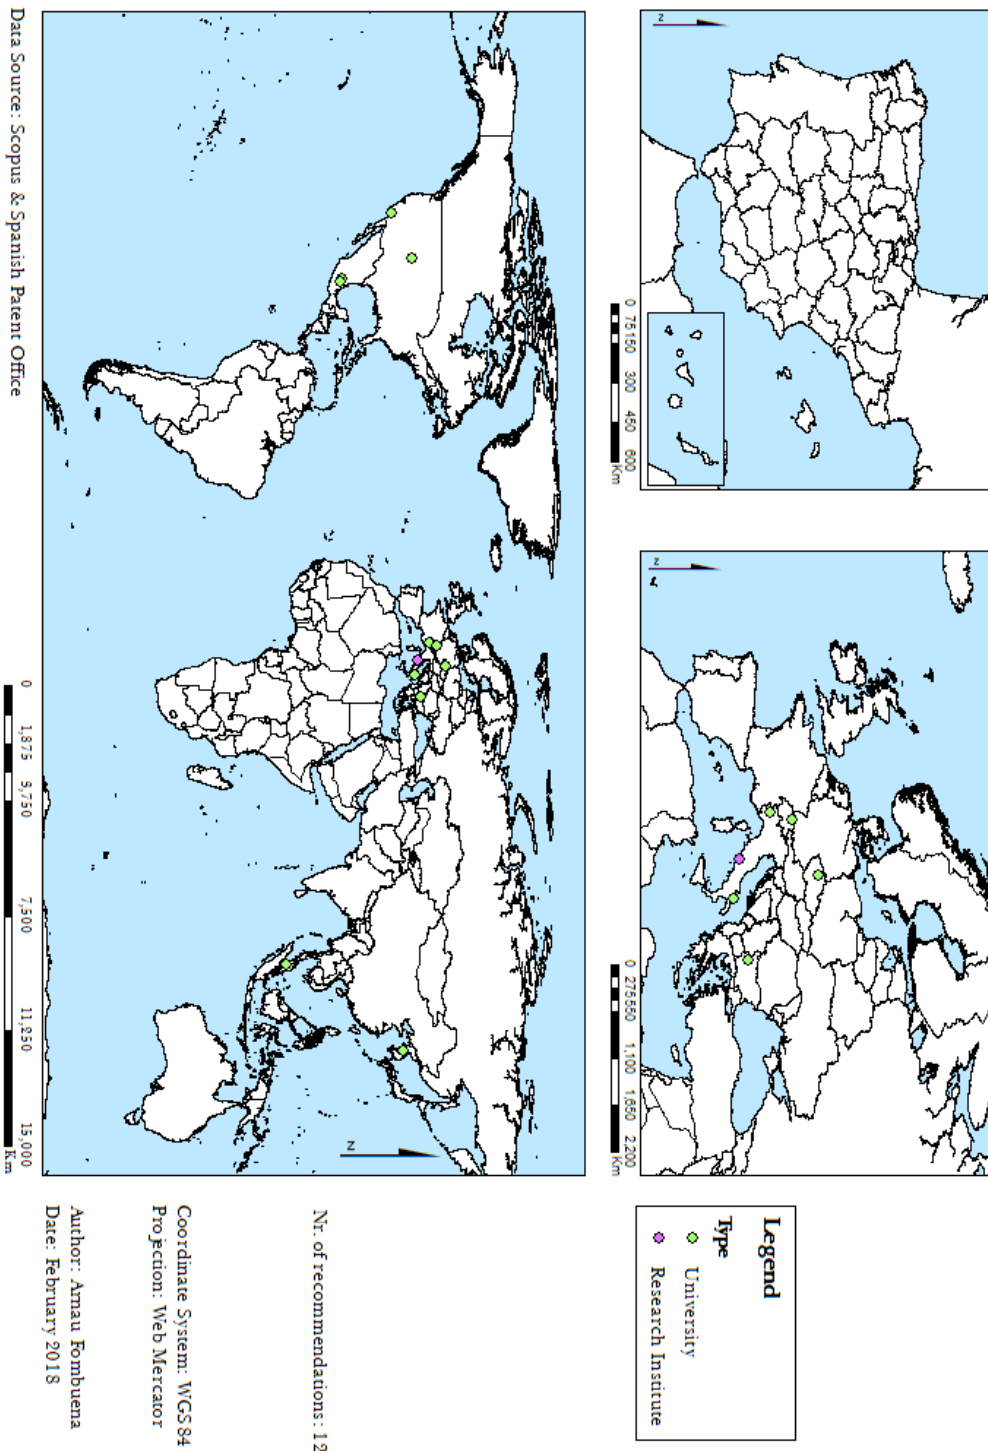 N
0 75 150 300 450 600
Km
N
0 275 550 1,100 1,650 2,200
Km
Legend
Type
University
Research Institute
N
0 1,875 3,750 7,500 11,250 15,000
Km
Nr. of recommendations: 12
Coordinate System: WGS84
Projection: Web Mercator
Author: Arnau Fombuena
Date: February 2018
Data Source: Scopus & Spanish Patent Office